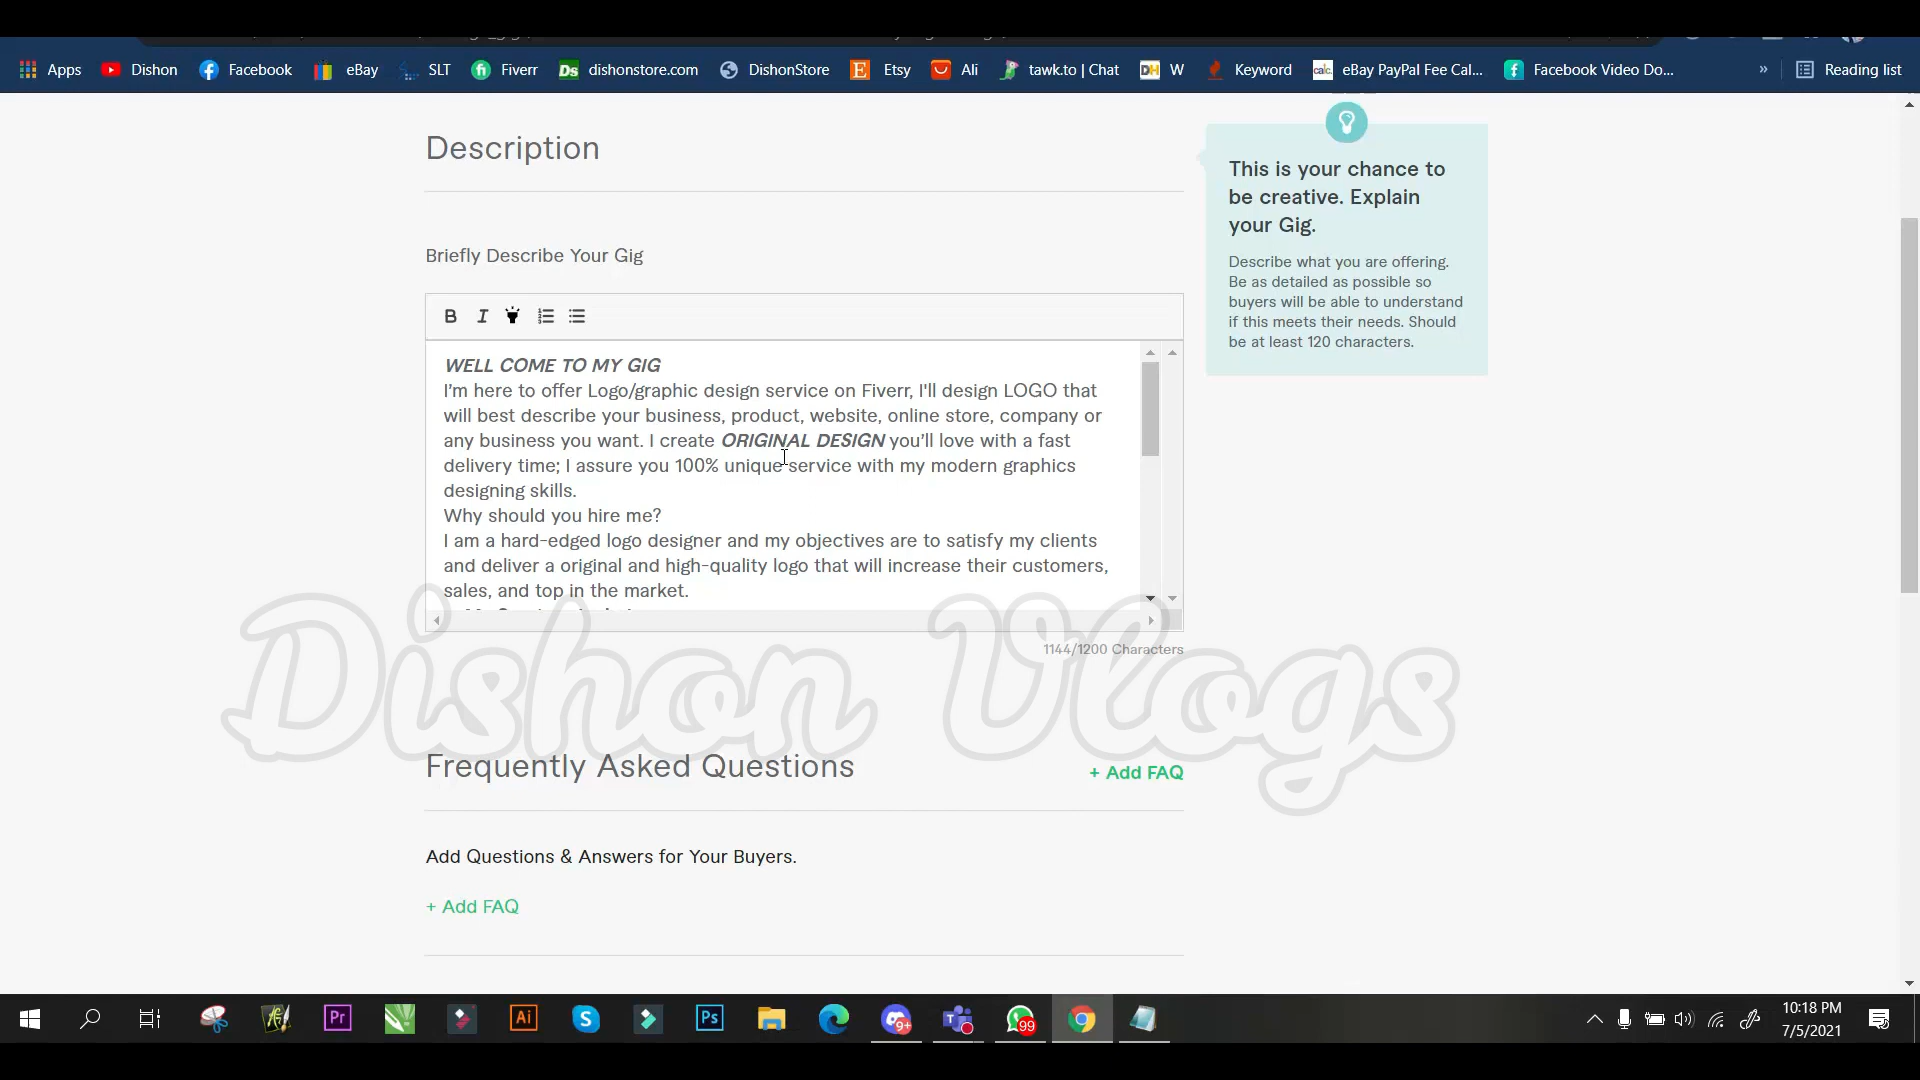 Apps Dishon Facebook eBay SLT Fiverr dishonstore.com DishonStore Etsy Ali tawk.to | Chat W Keyword eBay PayPal Fee Cal... Facebook Video Do... » Reading list
Description
Briefly Describe Your Gig
B I
WELL COME TO MY GIG
I'm here to offer Logo/graphic design service on Fiverr, I'll design LOGO that
will best describe your business, product, website, online store, company or
any business you want. I create ORIGINAL DESIGN you'll love with a fast
delivery time; I assure you 100% unique service with my modern graphics
designing skills.
Why should you hire me?
I am a hard-edged logo designer and my objectives are to satisfy my clients
and deliver a original and high-quality logo that will increase their customers,
sales, and top in the market.
1144/1200 Characters
This is your chance to
be creative. Explain
your Gig.
Describe what you are offering.
Be as detailed as possible so
buyers will be able to understand
if this meets their needs. Should
be at least 120 characters.
Dishon Vlogs
Frequently Asked Questions
+ Add FAQ
Add Questions & Answers for Your Buyers.
+ Add FAQ
Pr Ai S Ps 9+ 99
10:18 PM
7/5/2021